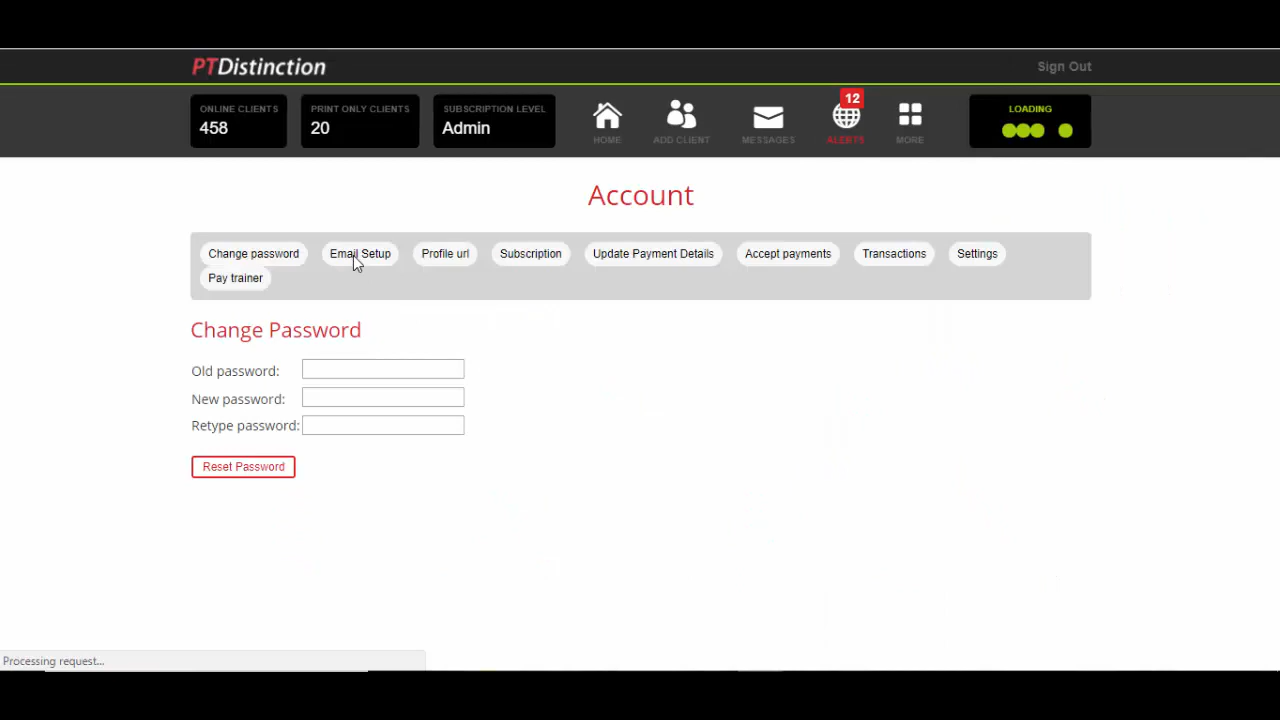 PTDistinction
Sign Out
ONLINE CLIENTS
458
PRINT ONLY CLIENTS
20
SUBSCRIPTION LEVEL
Admin
HOME
ADD CLIENT
MESSAGES
12
ALERTS
MORE
LOADING
Account
Change password
Email Setup
Profile url
Subscription
Update Payment Details
Accept payments
Transactions
Settings
Pay trainer
Change Password
Old password:
New password:
Retype password:
Reset Password
Processing request...